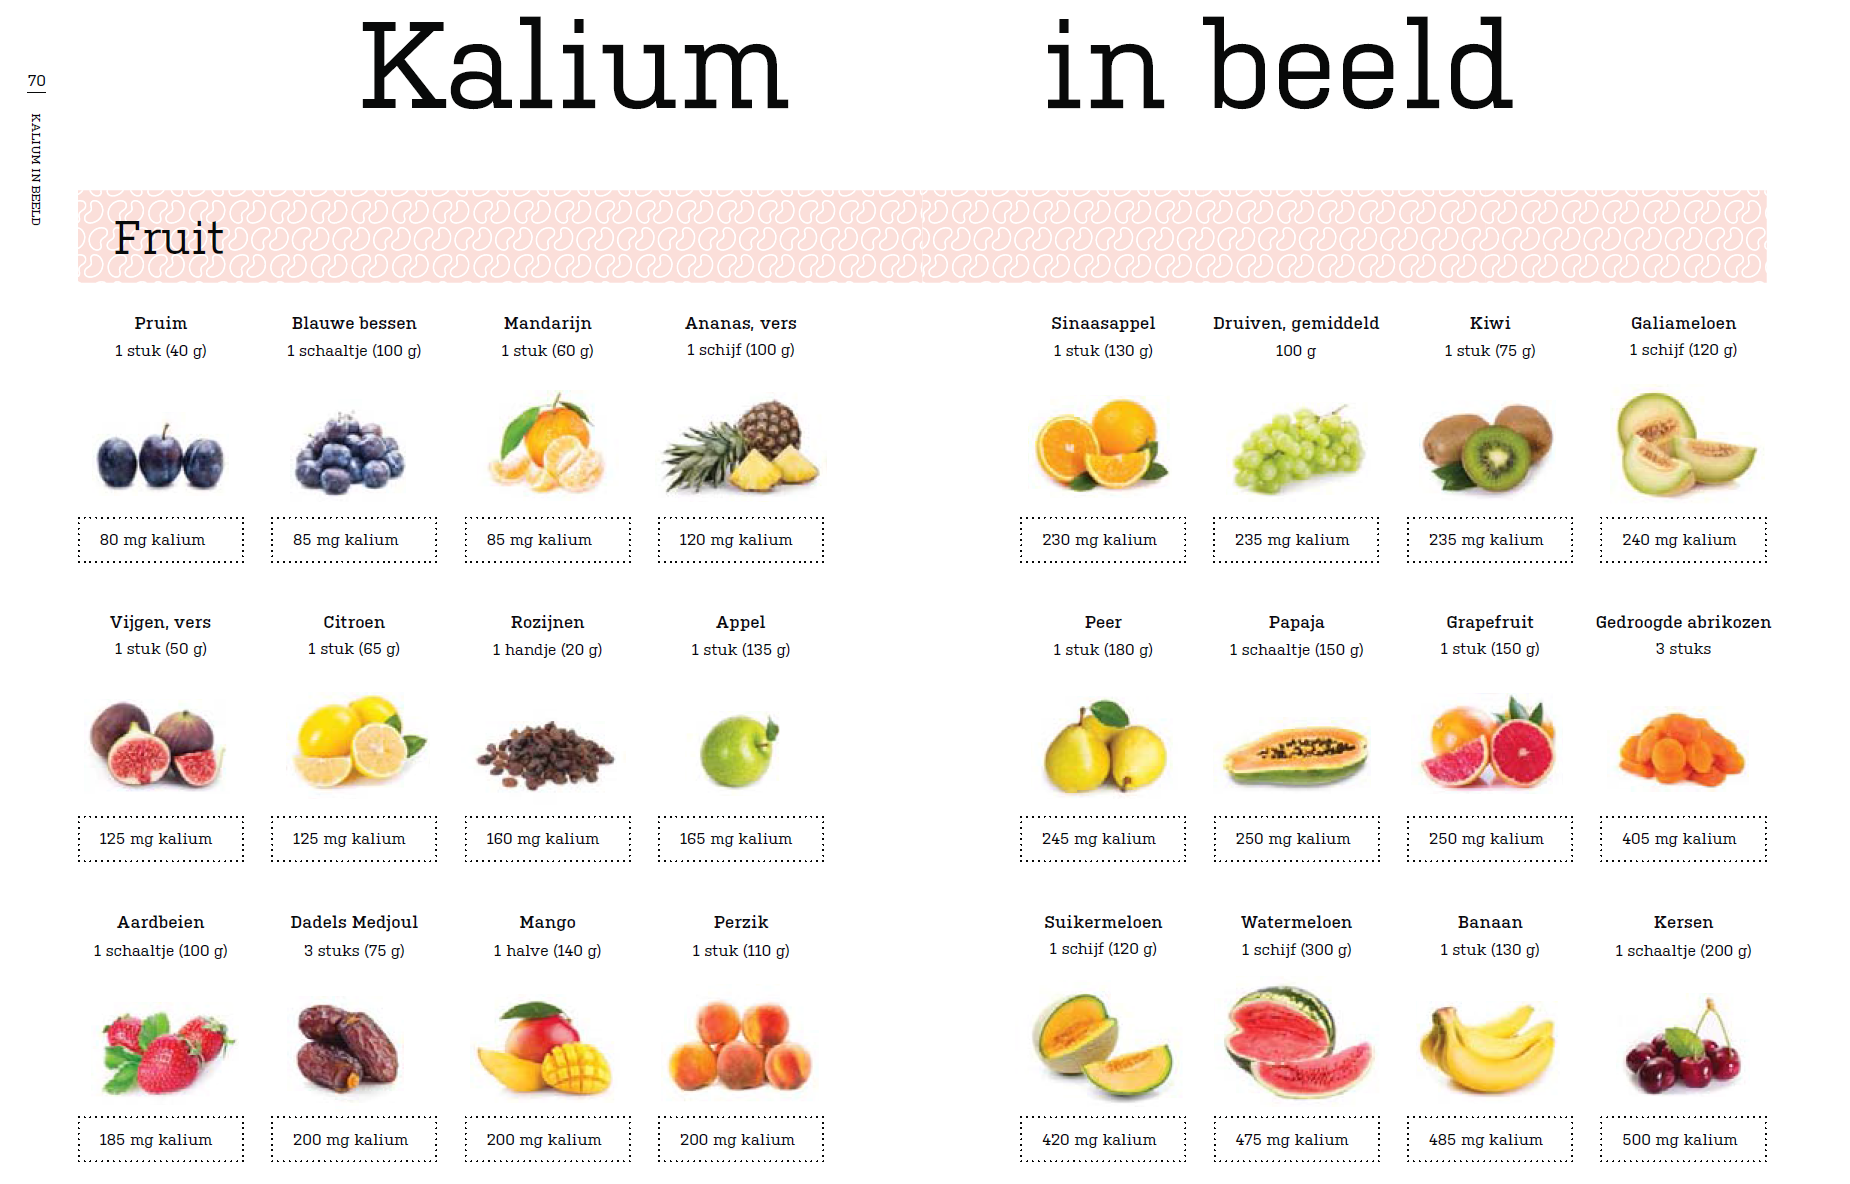 Kalium in beeld
70
KALIUM IN BEELD
Fruit
Pruim
1 stuk (40 g)
80 mg kalium
Blauwe bessen
1 schaaltje (100 g)
85 mg kalium
Mandarijn
1 stuk (60 g)
85 mg kalium
Ananas, vers
1 schijf (100 g)
120 mg kalium
Sinaasappel
1 stuk (130 g)
230 mg kalium
Druiven, gemiddeld
100 g
235 mg kalium
Kiwi
1 stuk (75 g)
235 mg kalium
Galiameloen
1 schijf (120 g)
240 mg kalium
Vijgen, vers
1 stuk (50 g)
125 mg kalium
Citroen
1 stuk (65 g)
125 mg kalium
Rozijnen
1 handje (20 g)
160 mg kalium
Appel
1 stuk (135 g)
165 mg kalium
Peer
1 stuk (180 g)
245 mg kalium
Papaja
1 schaaltje (150 g)
250 mg kalium
Grapefruit
1 stuk (150 g)
250 mg kalium
Gedroogde abrikozen
3 stuks
405 mg kalium
Aardbeien
1 schaaltje (100 g)
185 mg kalium
Dadels Medjoul
3 stuks (75 g)
200 mg kalium
Mango
1 halve (140 g)
200 mg kalium
Perzik
1 stuk (110 g)
200 mg kalium
Suikermeloen
1 schijf (120 g)
420 mg kalium
Watermeloen
1 schijf (300 g)
475 mg kalium
Banaan
1 stuk (130 g)
485 mg kalium
Kersen
1 schaaltje (200 g)
500 mg kalium